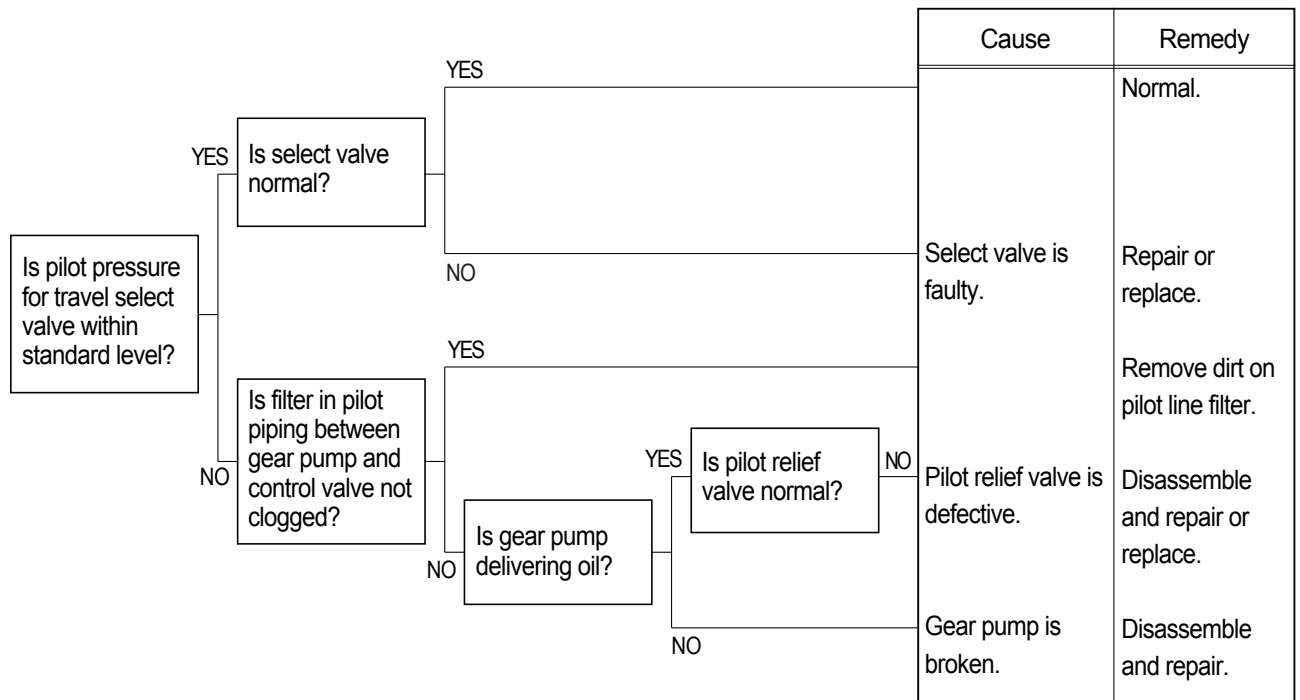 Cause
Remedy
YES
Normal.
YES
Is select valve
normal?
Is pilot pressure
for travel select
valve within
standard level?
NO
Select valve is
faulty.
Repair or
replace.
YES
Remove dirt on
pilot line filter.
NO
Is filter in pilot
piping between
gear pump and
control valve not
clogged?
YES
Is pilot relief
valve normal?
NO
Pilot relief valve is
defective.
Disassemble
and repair or
replace.
NO
Is gear pump
delivering oil?
NO
Gear pump is
broken.
Disassemble
and repair.